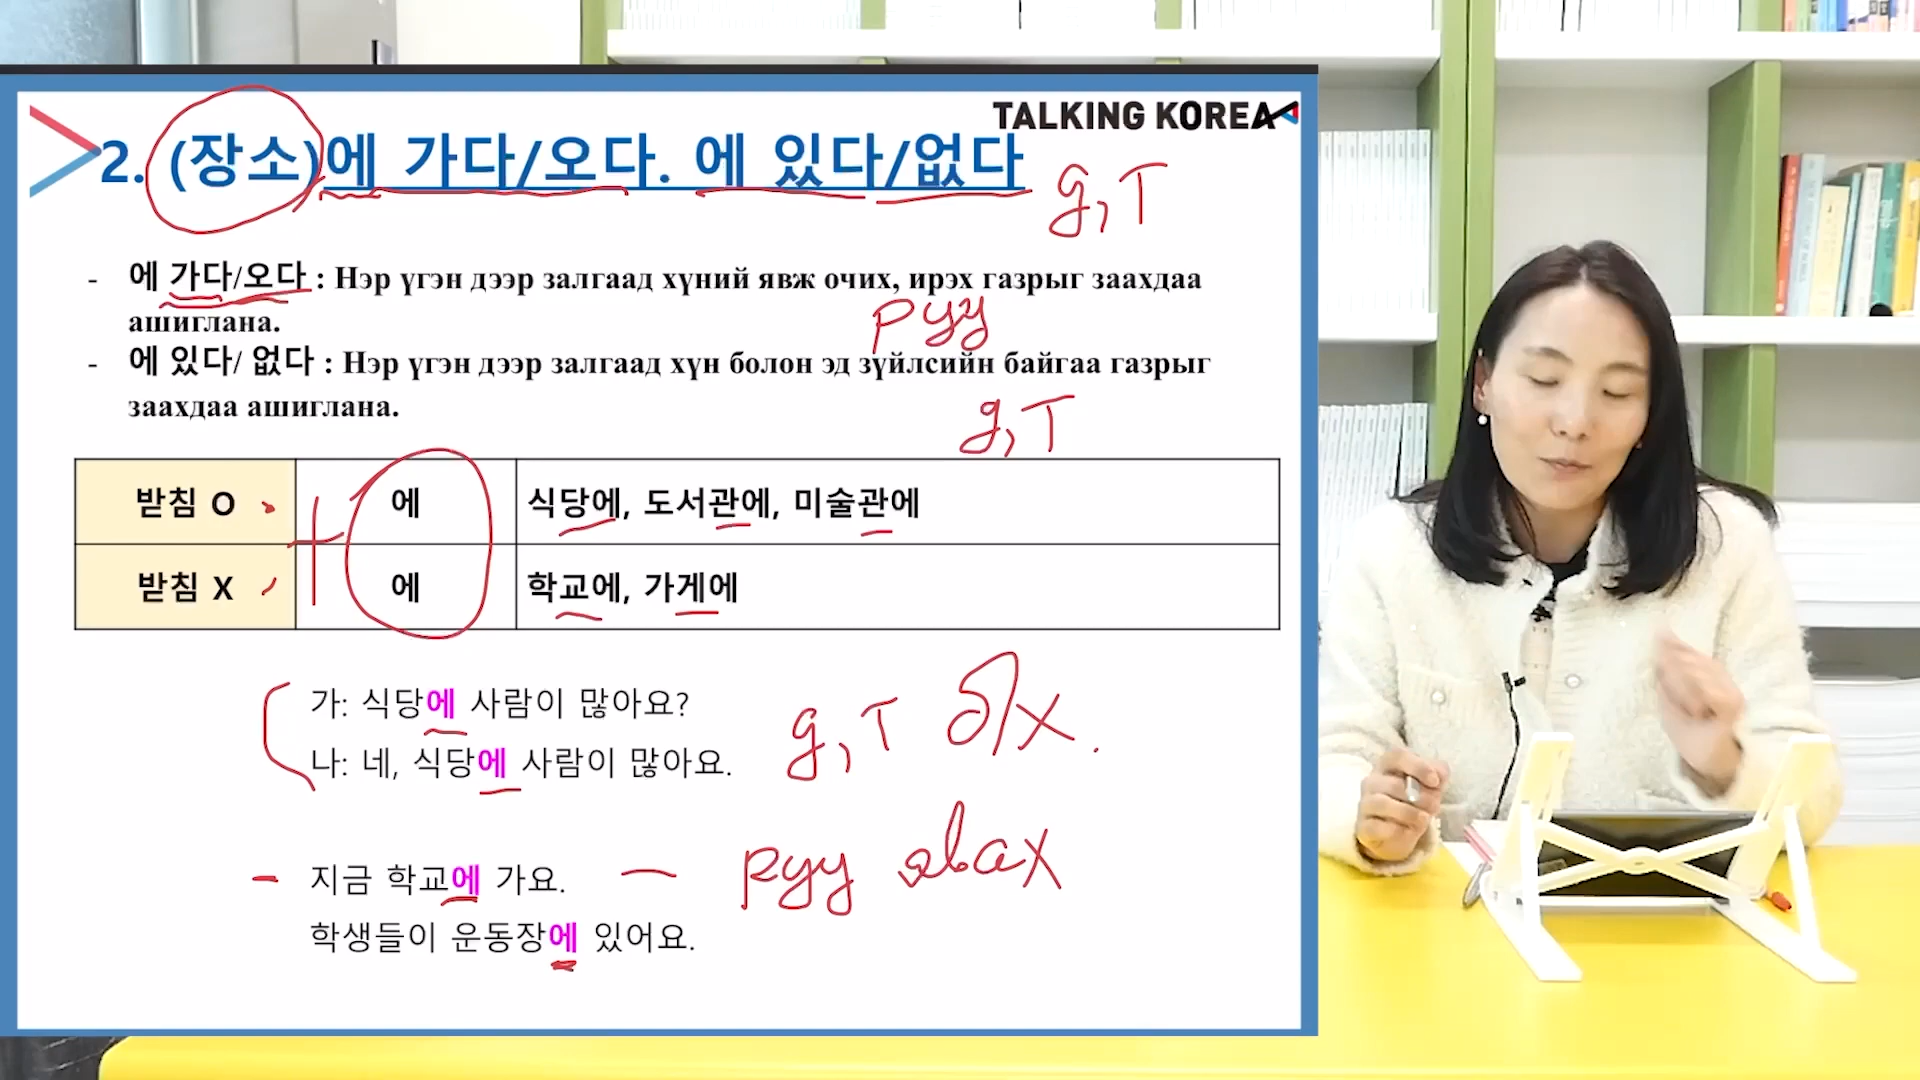 TALKING KOREA
2. (장소)에 가다/오다. 에 있다/없다
д, т
- 에 가다/오다 : Нэр үгэн дээр залгаад хүний явж очих, ирэх газрыг заахдаа
ашиглана.
руу
- 에 있다/ 없다 : Нэр үгэн дээр залгаад хүн болон эд зүйлсийн байгаа газрыг
заахдаа ашиглана.
д, т
받침 O 에 식당에, 도서관에, 미술관에
받침 X 에 학교에, 가게에
가: 식당에 사람이 많아요?
나: 네, 식당에 사람이 많아요.
д, т
지금 학교에 가요.
руу явах
학생들이 운동장에 있어요.